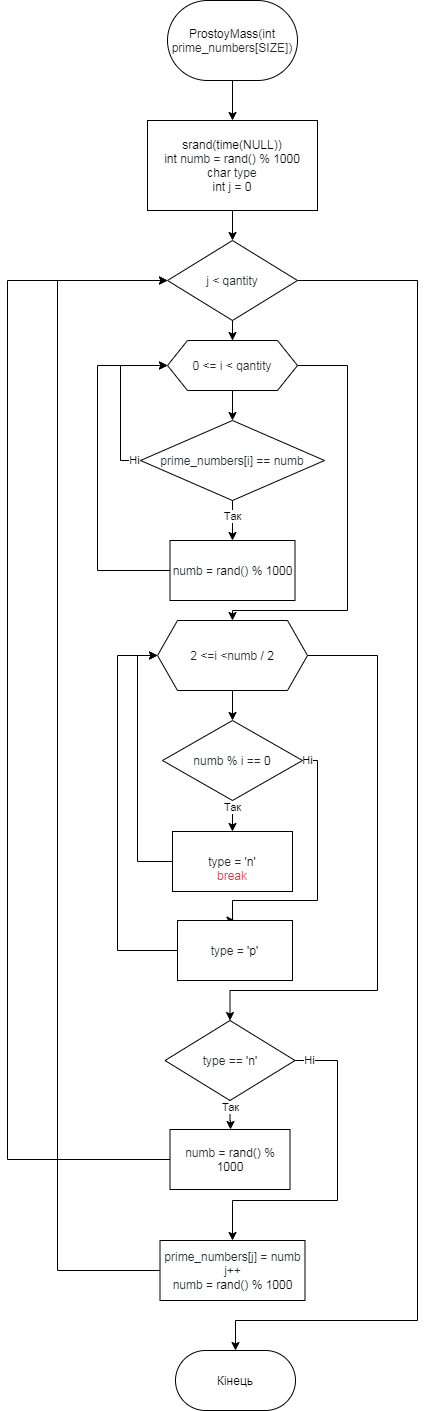 ProstoyMass(int
prime_numbers[SIZE])
srand(time(NULL))
int numb = rand() % 1000
char type
int j = 0
j < qantity
0 <= i < qantity
Ні
prime_numbers[i] == numb
Так
numb = rand() % 1000
2 <=i <numb / 2
numb % i == 0
Ні
Так
type = 'n'
break
type = 'p'
type == 'n'
Ні
Так
numb = rand() %
1000
prime_numbers[j] = numb
j++
numb = rand() % 1000
Кінець